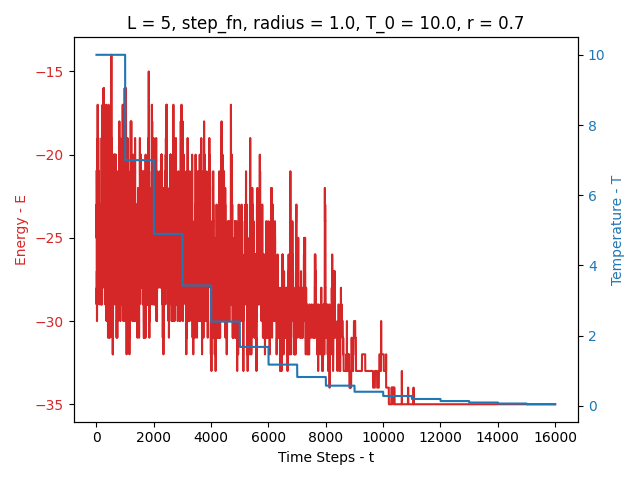 L = 5, step_fn, radius = 1.0, T_0 = 10.0, r = 0.7
−15
−20
−25
−30
−35
Energy - E
10
8
6
4
2
0
Temperature - T
0 2000 4000 6000 8000 10000 12000 14000 16000
Time Steps - t